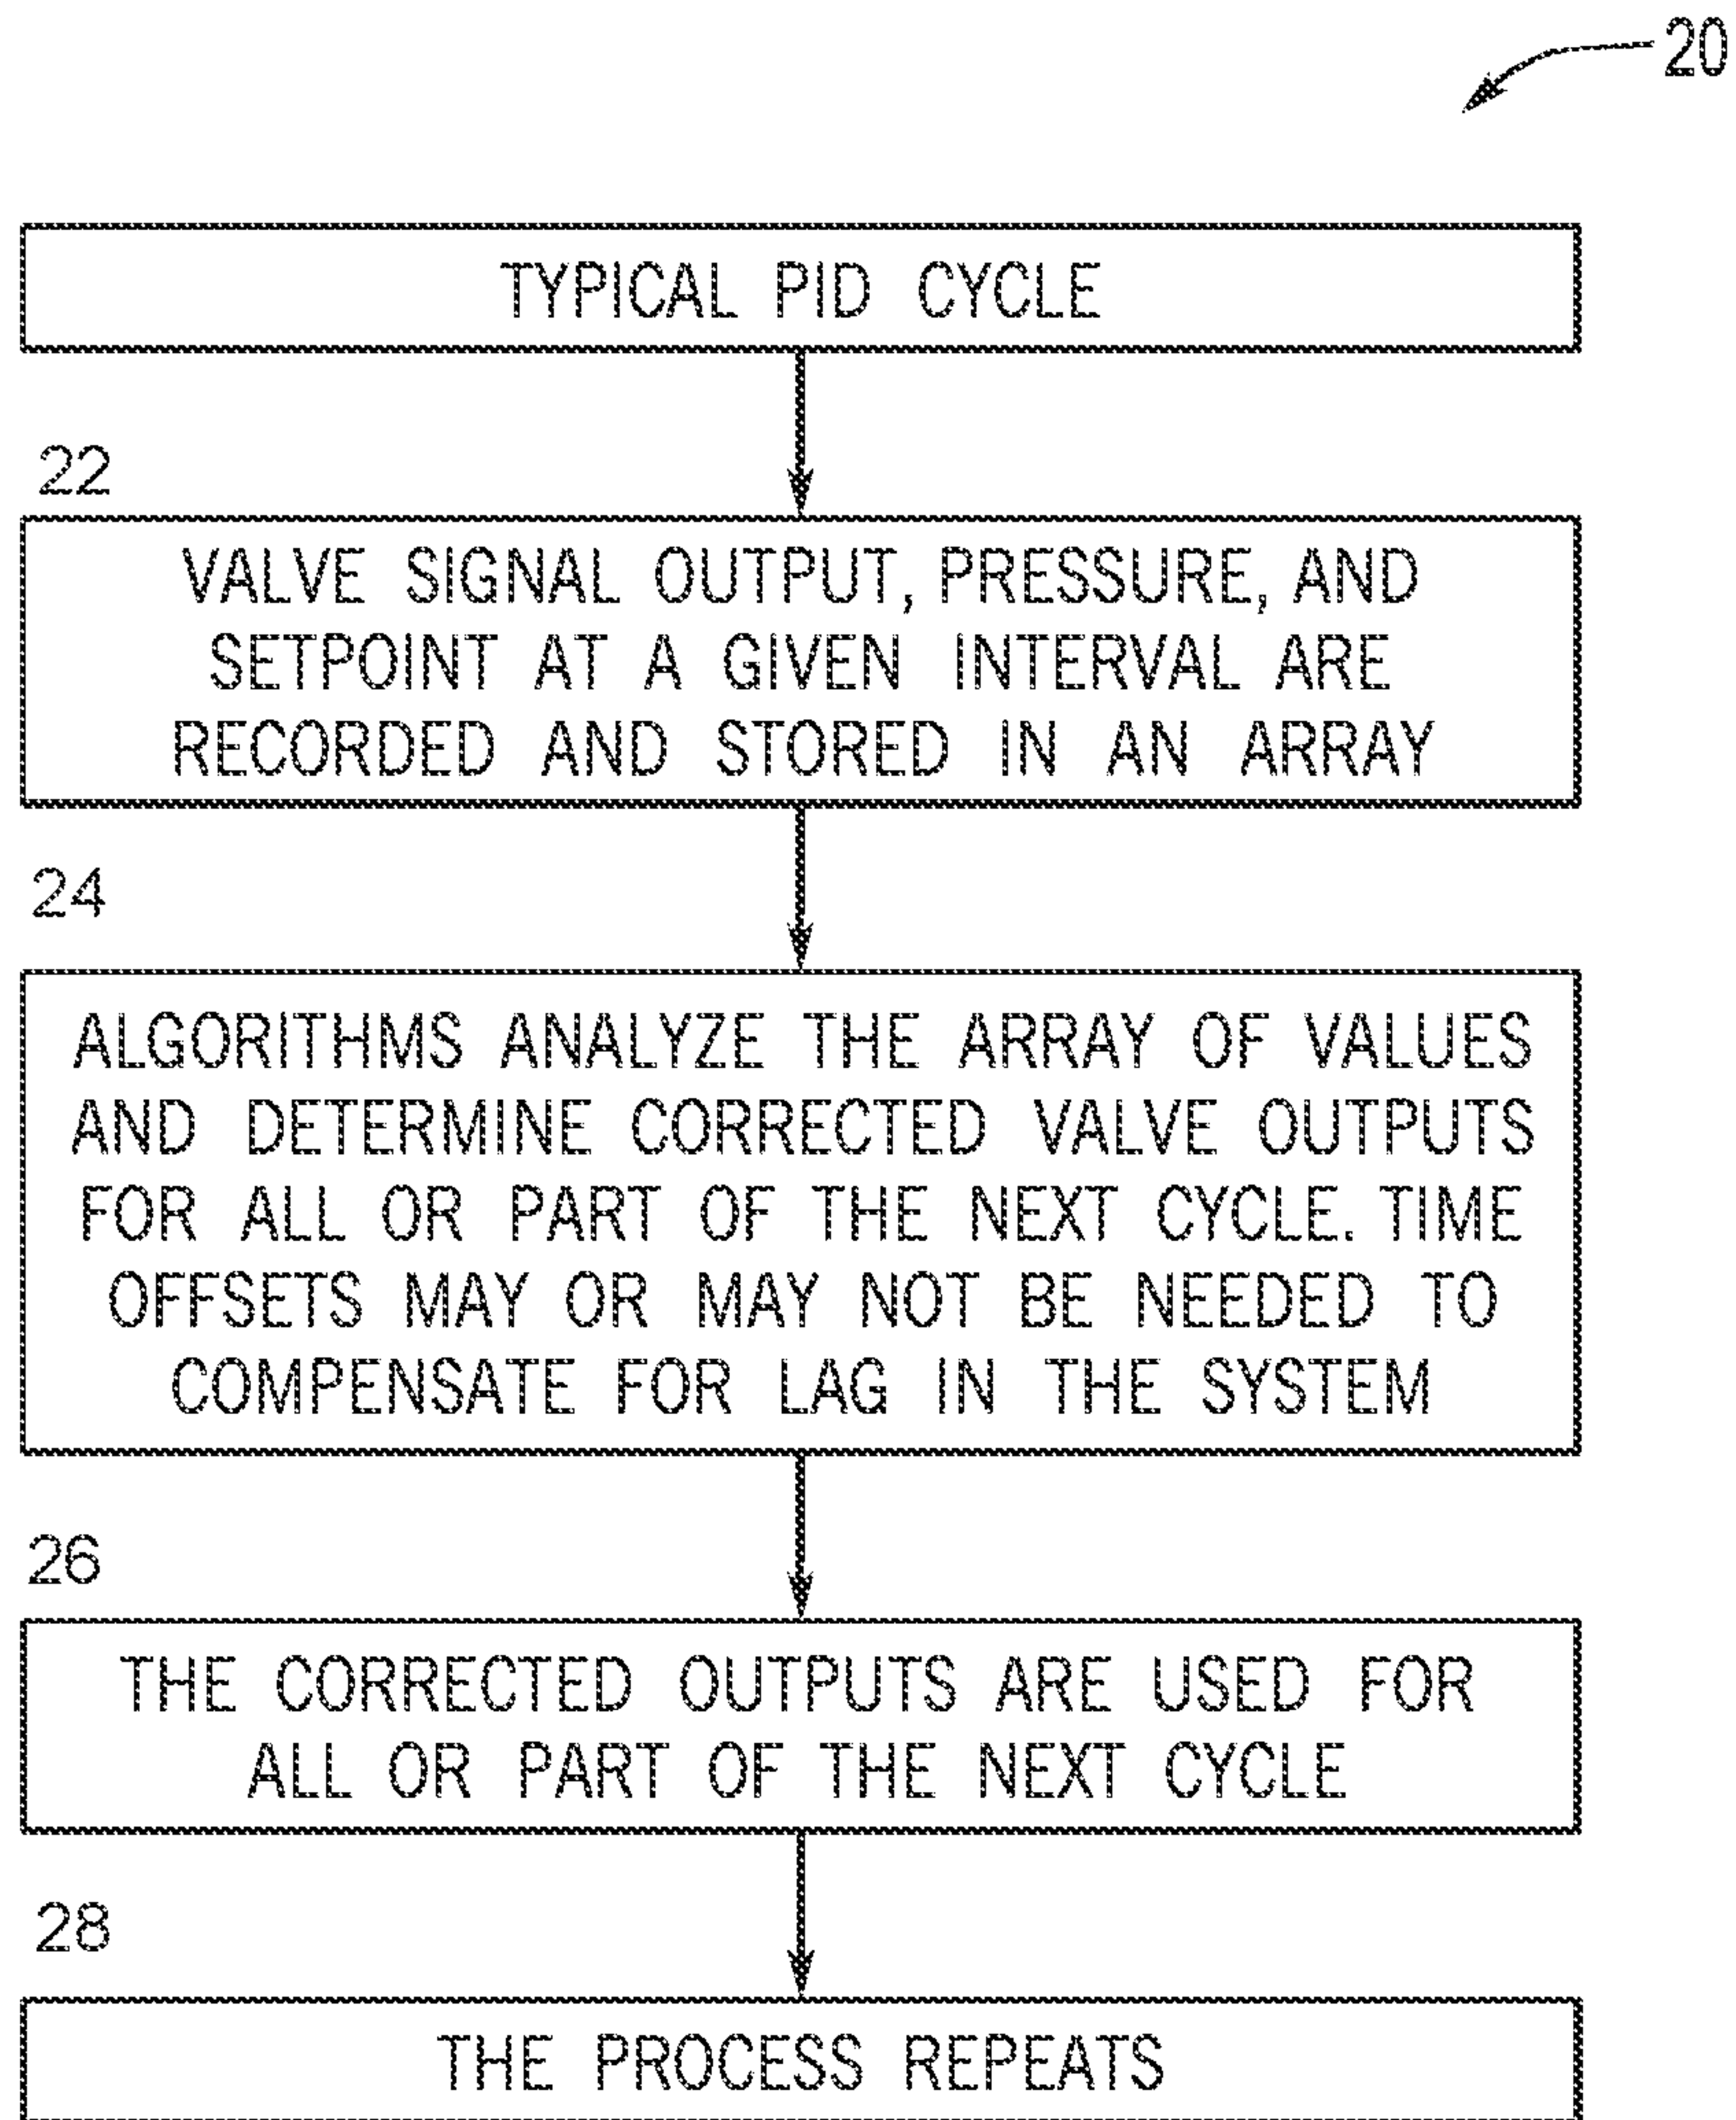 20
TYPICAL PID CYCLE
22
VALVE SIGNAL OUTPUT, PRESSURE, AND
SETPOINT AT A GIVEN INTERVAL ARE
RECORDED AND STORED IN AN ARRAY
24
ALGORITHMS ANALYZE THE ARRAY OF VALUES
AND DETERMINE CORRECTED VALVE OUTPUTS
FOR ALL OR PART OF THE NEXT CYCLE. TIME
OFFSETS MAY OR MAY NOT BE NEEDED TO
COMPENSATE FOR LAG IN THE SYSTEM
26
THE CORRECTED OUTPUTS ARE USED FOR
ALL OR PART OF THE NEXT CYCLE
28
THE PROCESS REPEATS